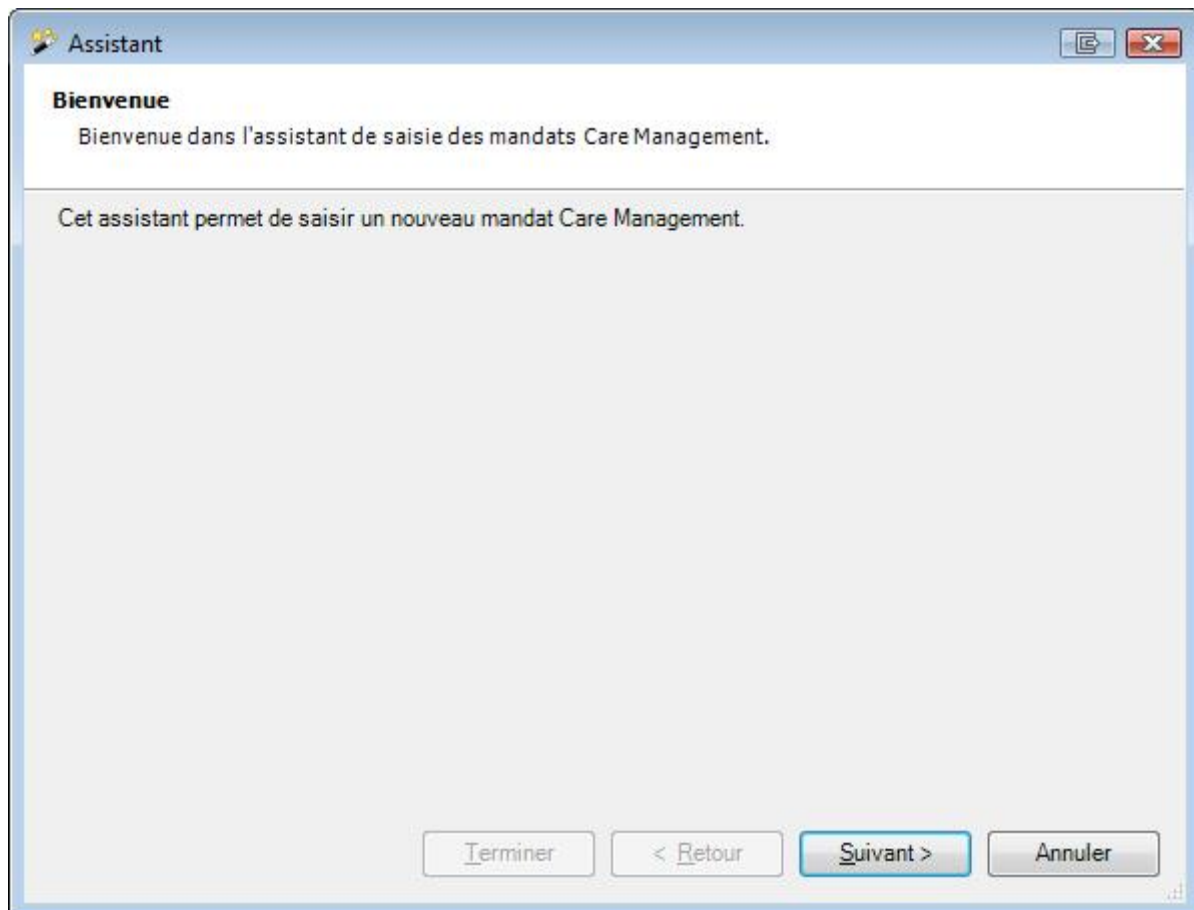 Assistant
Bienvenue
Bienvenue dans l'assistant de saisie des mandats Care Management.
Cet assistant permet de saisir un nouveau mandat Care Management.
Terminer < Retour Suivant > Annuler